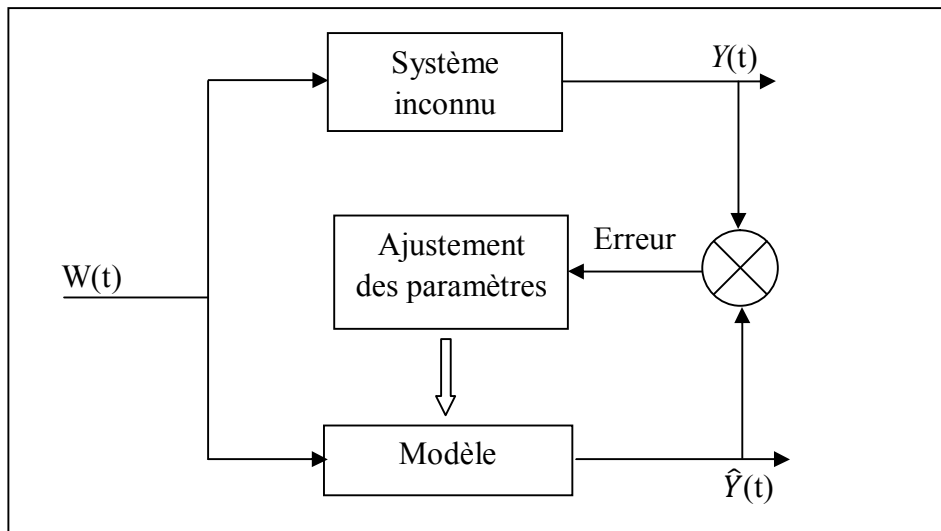 Système
inconnu
Y(t)
Ajustement
des paramètres
Erreur
W(t)
Modèle
Ŷ(t)